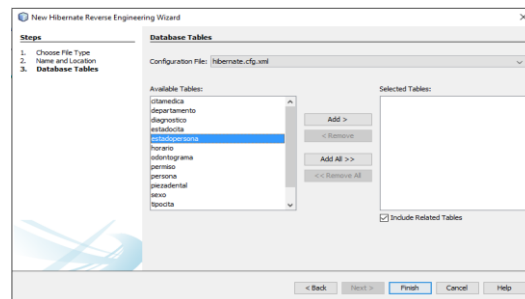 New Hibernate Reverse Engineering Wizard
Steps
1. Choose File Type
2. Name and Location
3. Database Tables
Database Tables
Configuration File: hibernate.cfg.xml
Available Tables:
citamedica
departamento
diagnostico
estadocita
estadopersona
horario
odontograma
permiso
persona
piezadental
sexo
tipocita
Add >
< Remove
Add All >>
<< Remove All
Selected Tables:
Include Related Tables
< Back
Next >
Finish
Cancel
Help